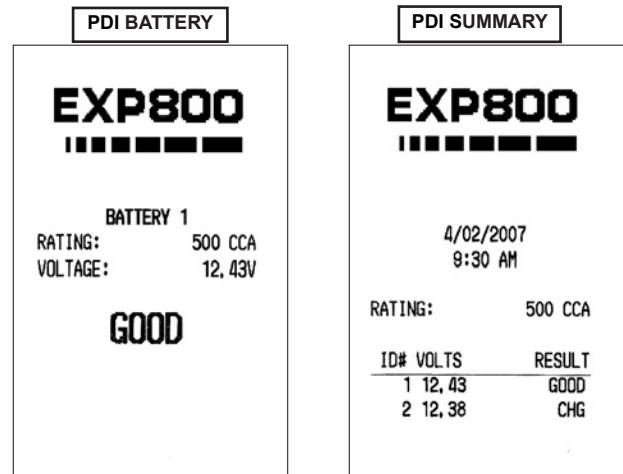 PDI BATTERY
EXP800
BATTERY 1
RATING: 500 CCA
VOLTAGE: 12,43V
GOOD
PDI SUMMARY
EXP800
4/02/2007
9:30 AM
RATING: 500 CCA
ID# VOLTS RESULT
1 12,43 GOOD
2 12,38 CHG